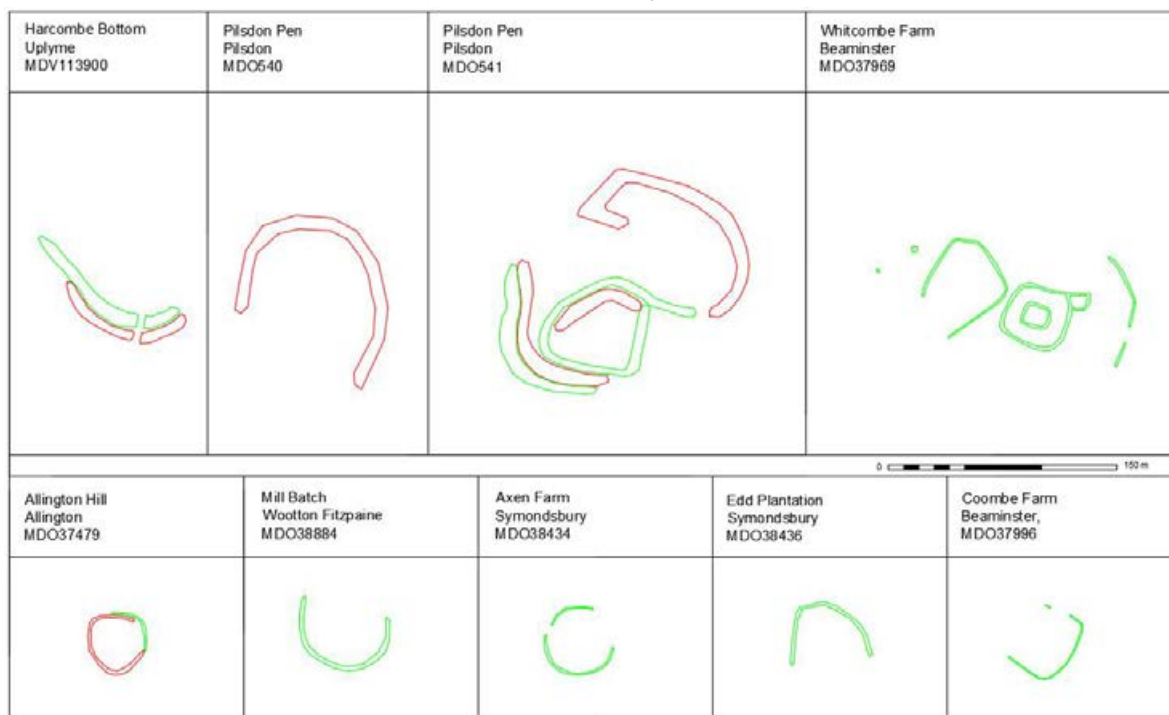 Harcombe Bottom
Uplyme
MDV113900
Pilsdon Pen
Pilsdon
MDO540
Pilsdon Pen
Pilsdon
MDO541
Whitcombe Farm
Beaminster
MDO37969
0 150 m
Allington Hill
Allington
MDO37479
Mill Batch
Wootton Fitzpaine
MDO38884
Axen Farm
Symondsbury
MDO38434
Edd Plantation
Symondsbury
MDO38436
Coombe Farm
Beaminster,
MDO37996